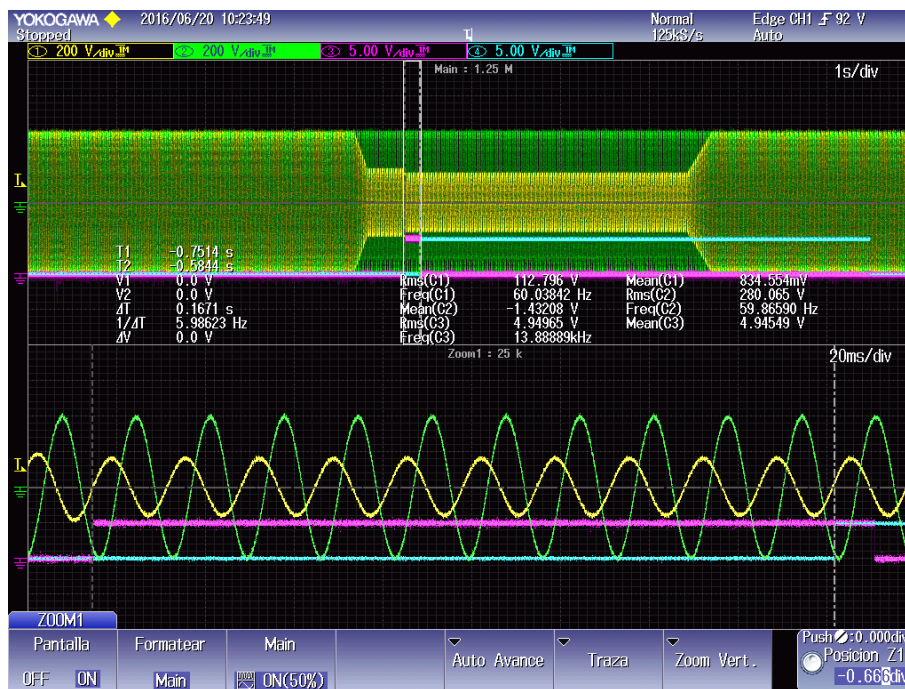 YOKOGAWA 2016/06/20 10:23:49 Normal Edge CH1 92 V
Stopped 125kS/s Auto
1 200 V/div 2 200 V/div 3 5.00 V/div 4 5.00 V/div
Main : 1.25 M 1s/div
T1 -0.7514 s
T2 -0.5844 s
V1 0.0 V Rms(C1) 112.796 V Mean(C1) 834.554mV
V2 0.0 V Freq(C1) 60.03842 Hz Rms(C2) 280.065 V
ΔT 0.1671 s Mean(C2) -1.43208 V Freq(C2) 59.86590 Hz
1/ΔT 5.98623 Hz Rms(C3) 4.94965 V Mean(C3) 4.94549 V
ΔV 0.0 V Freq(C3) 13.88889kHz
Zoom1 : 25 k 20ms/div
ZOOM1
Pantalla Formatear Main Auto Avance Traza Zoom Vert. Push :0.000div
Posicion Z1
OFF ON Main ON(50%) -0.666div